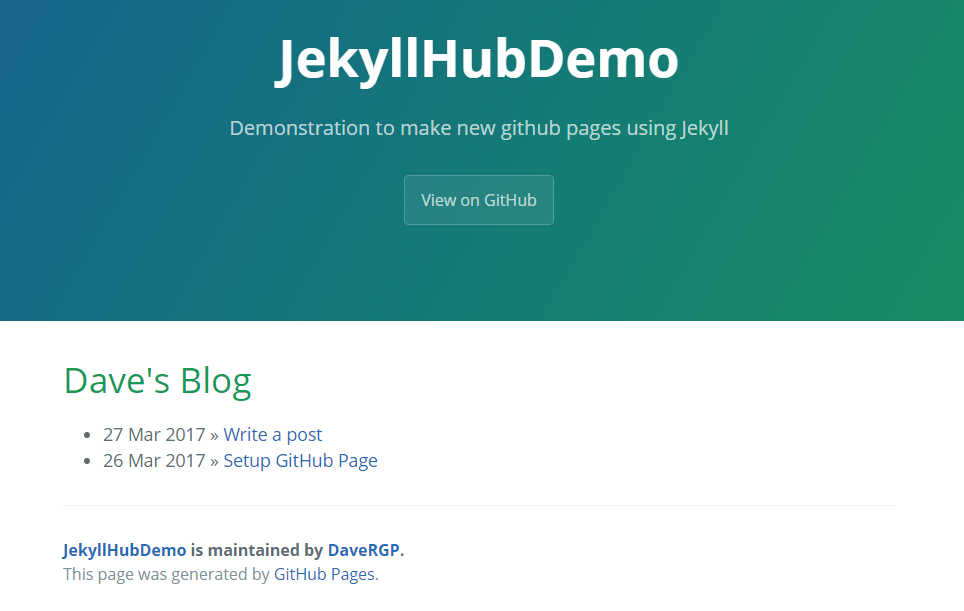 JekyllHubDemo
Demonstration to make new github pages using Jekyll
View on GitHub
Dave's Blog
27 Mar 2017 » Write a post
26 Mar 2017 » Setup GitHub Page
JekyllHubDemo is maintained by DaveRGP.
This page was generated by GitHub Pages.